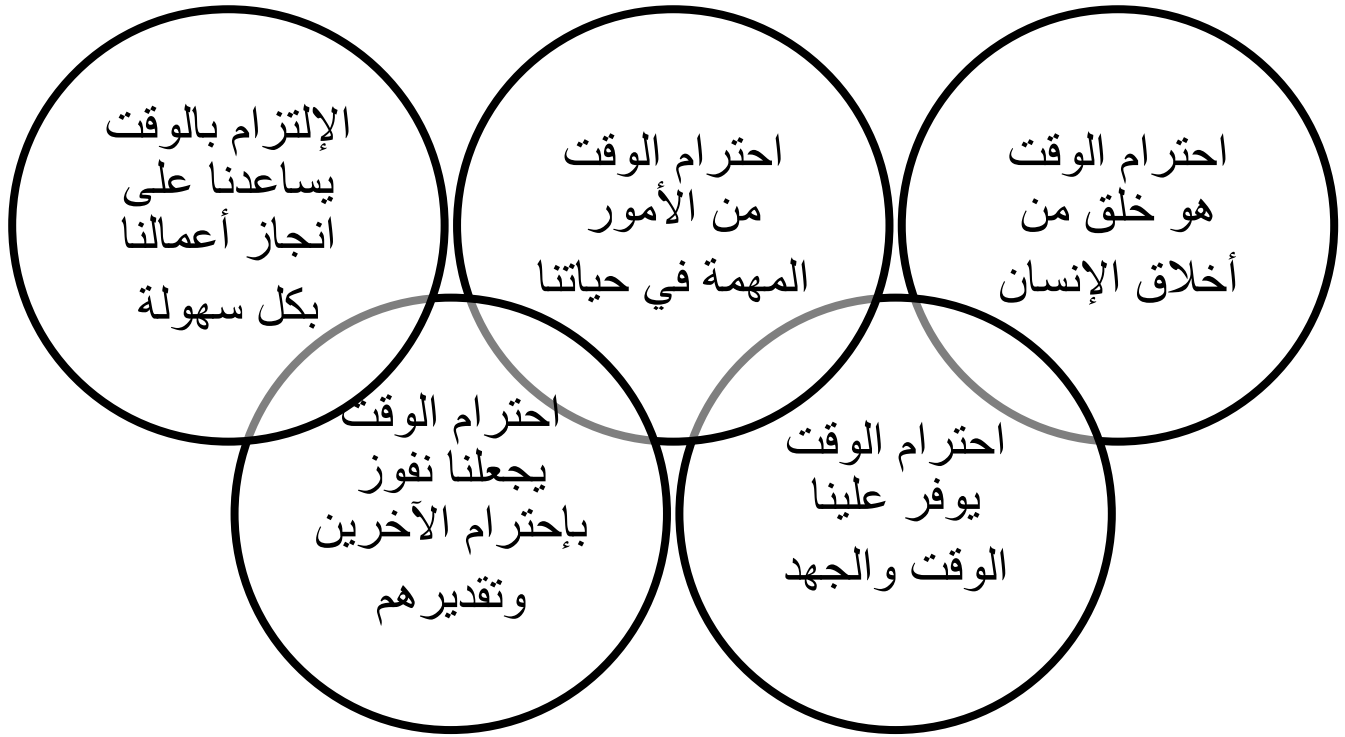 احترام الوقت
هو خلق من
أخلاق الإنسان
احترام الوقت
من الأمور
المهمة في حياتنا
الإلتزام بالوقت
يساعدنا على
انجاز أعمالنا
بكل سهولة
احترام الوقت
يوفر علينا
الوقت والجهد
احترام الوقت
يجعلنا نفوز
بإحترام الآخرين
وتقديرهم